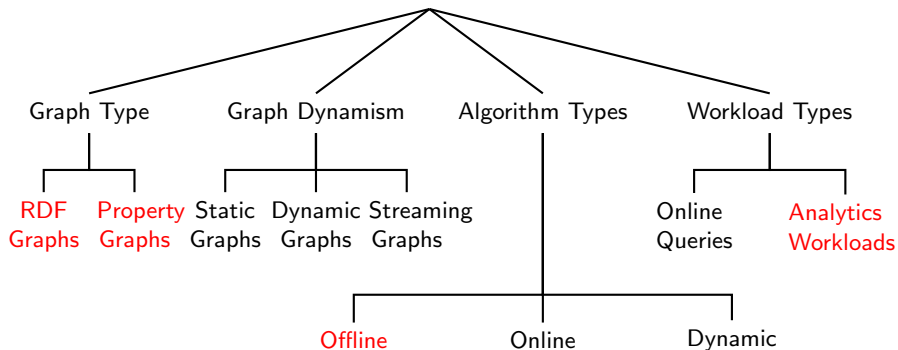 Graph Type
Graph Dynamism
Algorithm Types
Workload Types
RDF
Graphs
Property
Graphs
Static
Graphs
Dynamic
Graphs
Streaming
Graphs
Online
Queries
Analytics
Workloads
Offline
Online
Dynamic